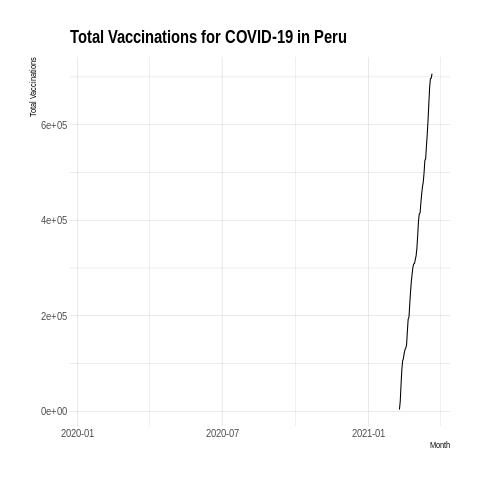 Total Vaccinations for COVID-19 in Peru
Total Vaccinations
6e+05
4e+05
2e+05
0e+00
2020-01 2020-07 2021-01
Month